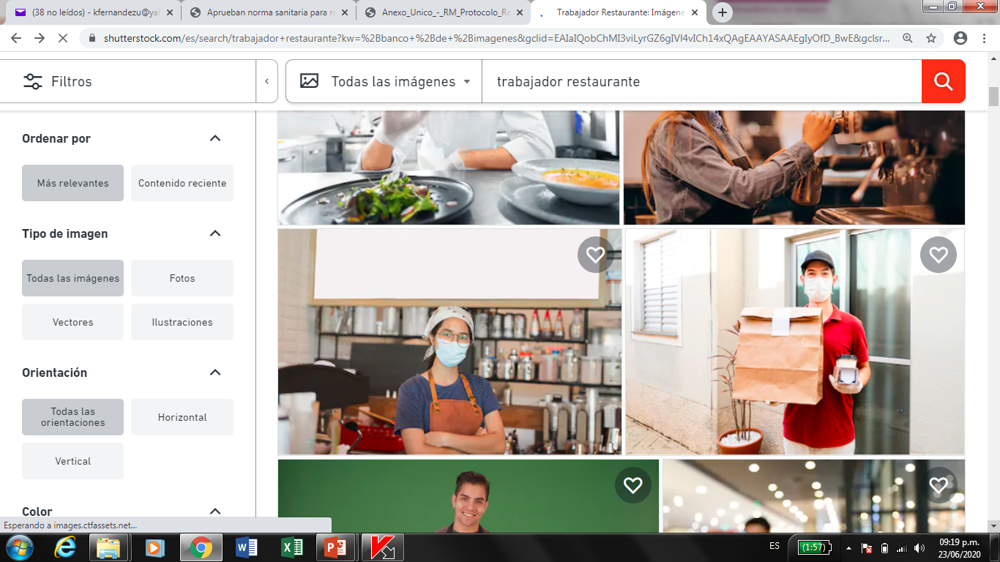 (38 no leídos) - kfernandezu@ya
Aprueban norma sanitaria para re
Anexo_Unico_-_RM_Protocolo_Re
Trabajador Restaurante: Imágene
shutterstock.com/es/search/trabajador+restaurante?kw=%2Bbanco+%2Bde+%2Bimagenes&gclid=EAIaIQobChMI3viLyrGZ6gIVl4vICh14xQAgEAAYASAAEgIyOfD_BwE&gclsr...
Filtros
Todas las imágenes
trabajador restaurante
Ordenar por
Más relevantes
Contenido reciente
Tipo de imagen
Todas las imágenes
Fotos
Vectores
Ilustraciones
Orientación
Todas las
orientaciones
Horizontal
Vertical
Color
Esperando a images.ctfassets.net...
ES
(1:57)
09:19 p.m.
23/06/2020